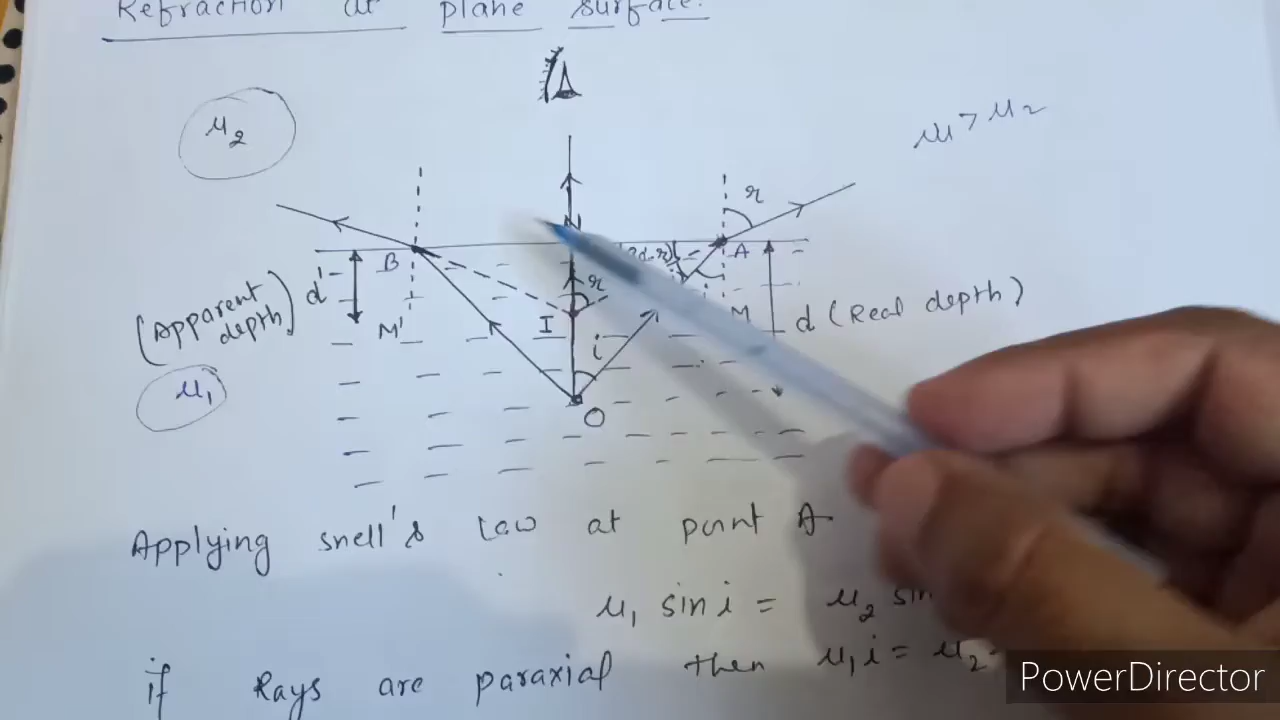 Refraction at plane surface.
μ2
μ1 > μ2
r
B
A
d'
(Apparent depth)
M'
I
r
i
M
d (Real depth)
μ1
O
Applying snell's law at point A
μ1 sin i = μ2 sin
if Rays are paraxial then μ1 i = μ2
PowerDirector